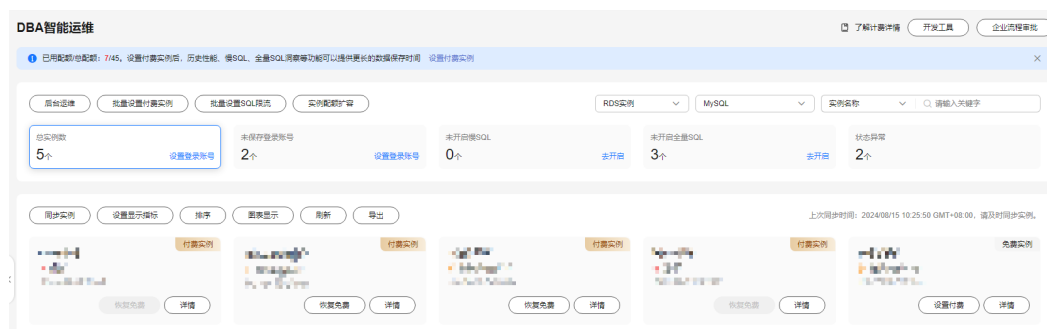 DBA智能运维
了解计费详情 开发工具 企业流程审批
已用配额/总配额：7/45。设置付费实例后，历史性能、慢SQL、全量SQL洞察等功能可以提供更长的数据保存时间 设置付费实例
后台运维 批量设置付费实例 批量设置SQL限流 实例配额扩容 RDS实例 MySQL 实例名称 请输入关键字
总实例数 未保存登录账号 未开启慢SQL 未开启全量SQL 状态异常
5个 设置登录账号 2个 设置登录账号 0个 去开启 3个 去开启 2个
同步实例 设置显示指标 排序 图表显示 刷新 导出 上次同步时间：2024/08/15 10:25:50 GMT+08:00，请及时同步实例。
付费实例 付费实例 付费实例 付费实例 免费实例
恢复免费 详情 恢复免费 详情 恢复免费 详情 恢复免费 详情 设置付费 详情